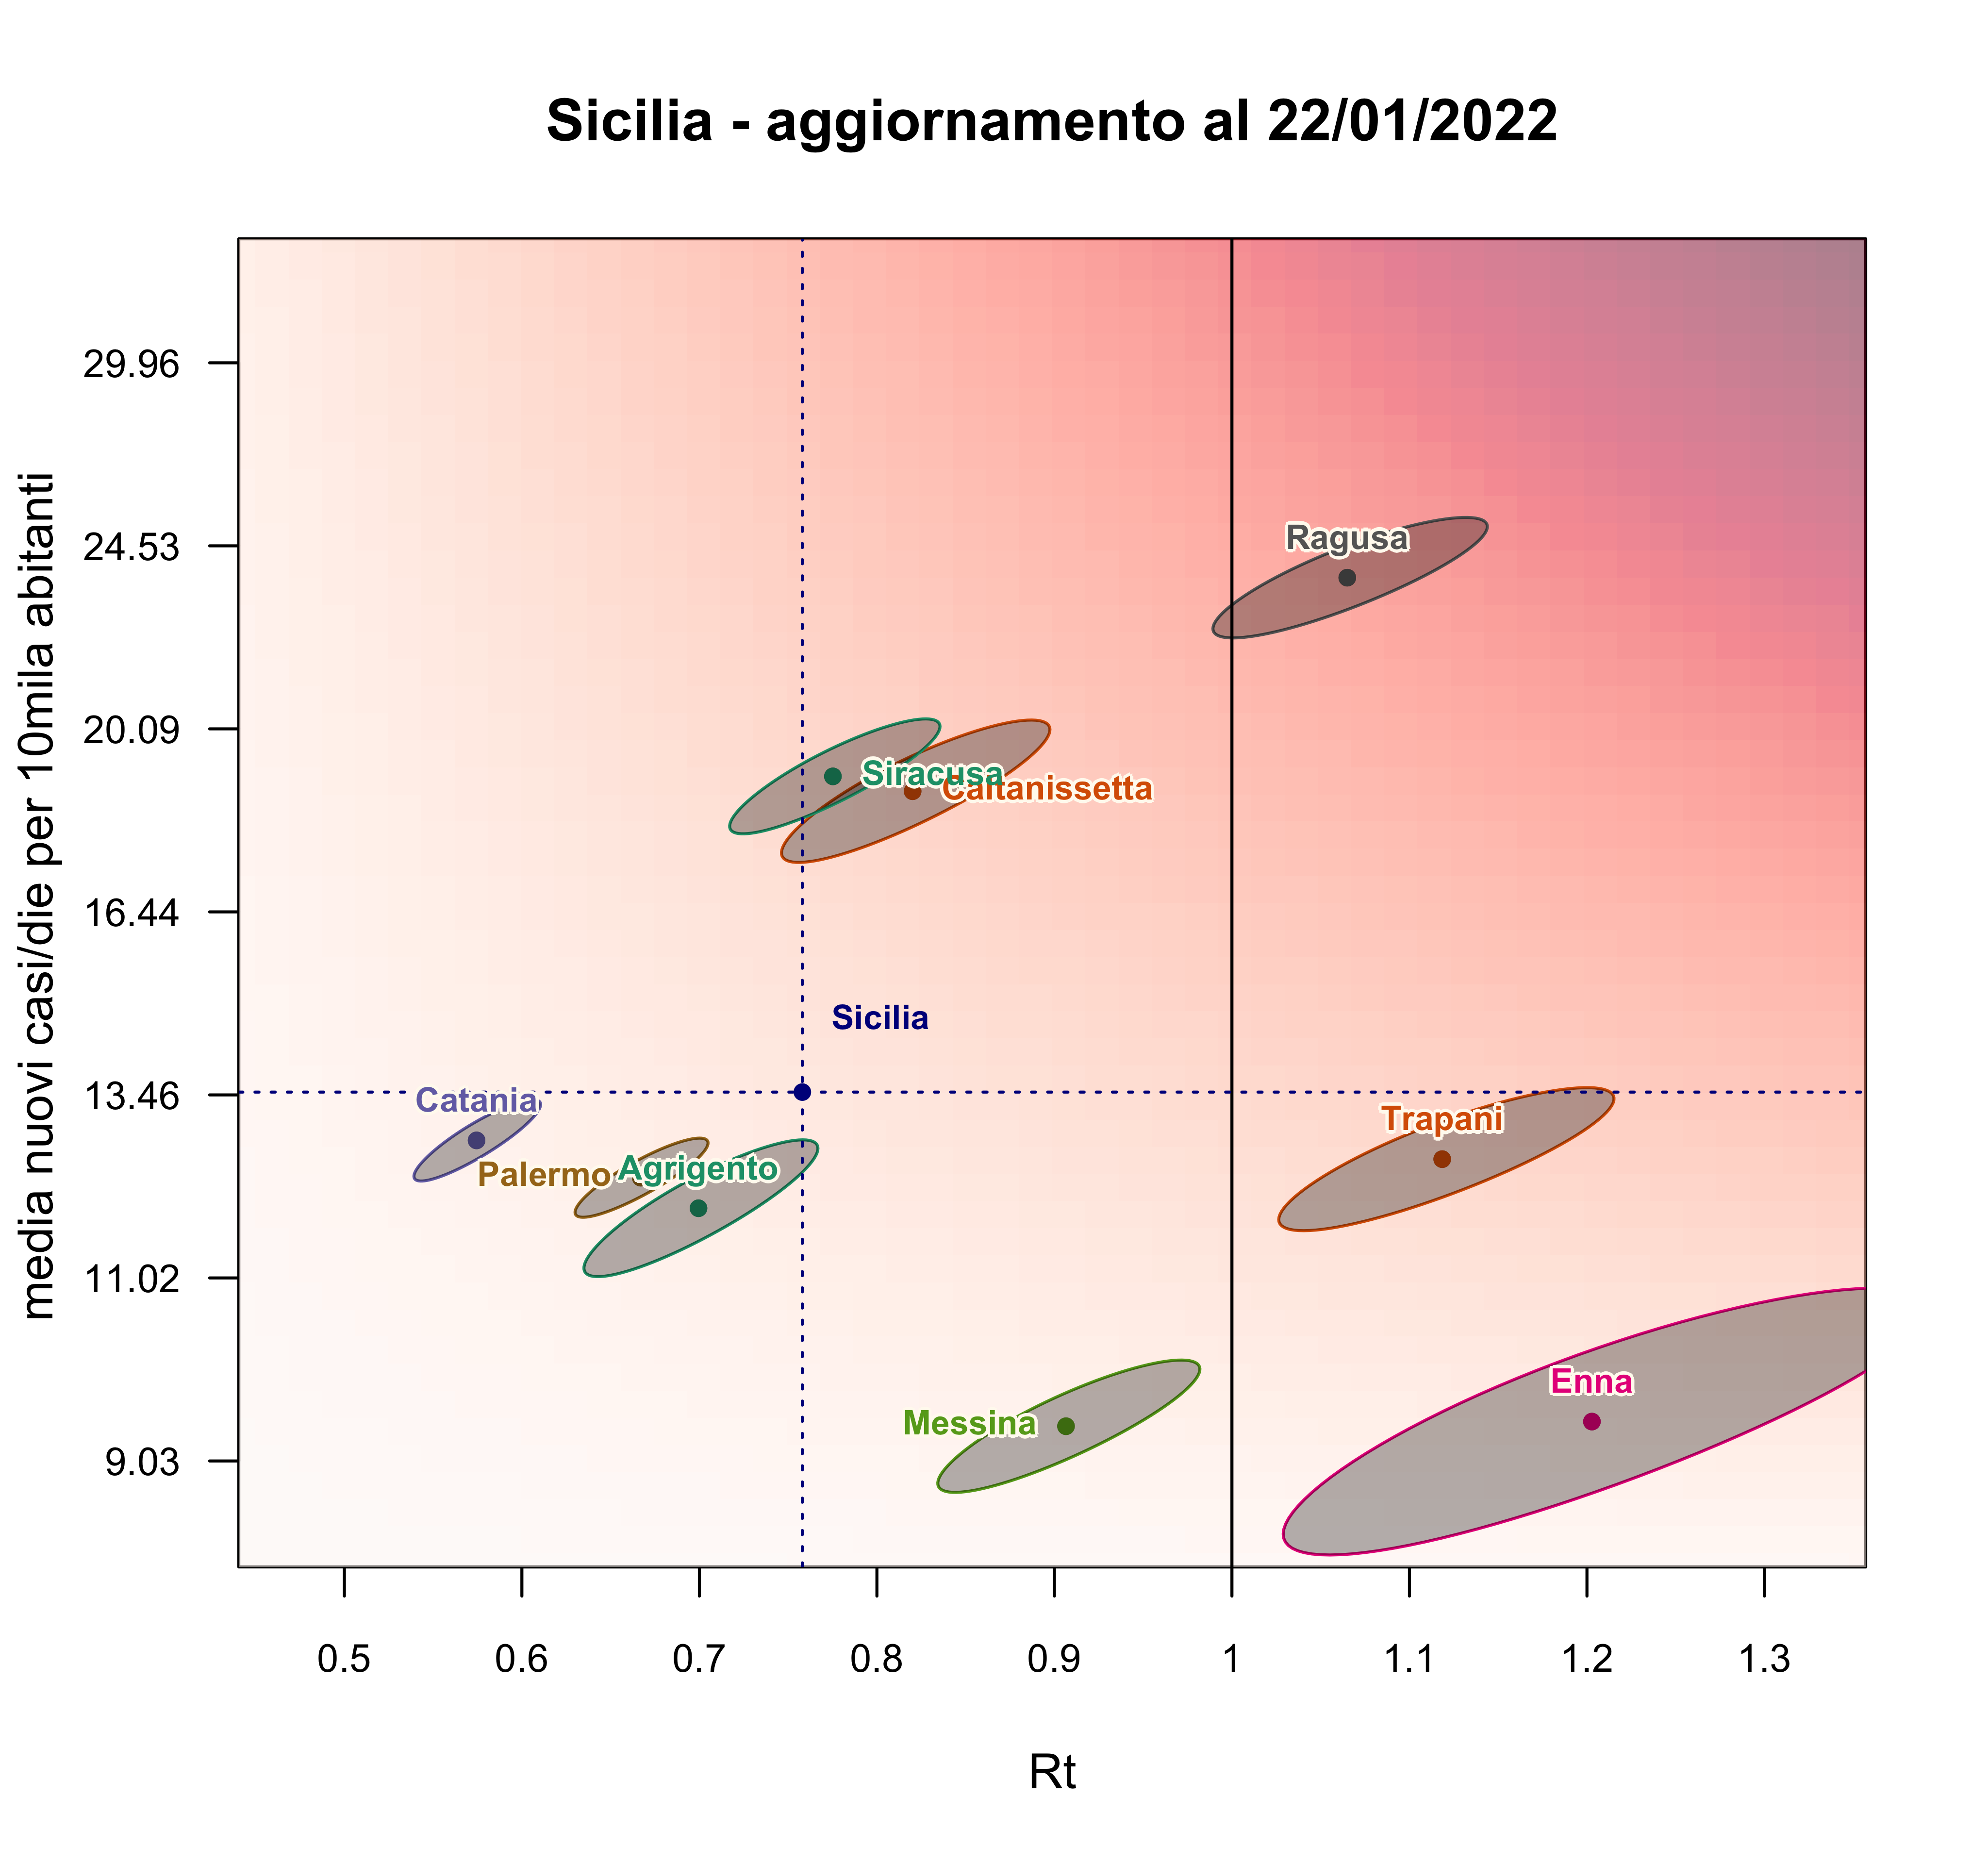 Sicilia - aggiornamento al 22/01/2022
media nuovi casi/die per 10mila abitanti
29.96
24.53
20.09
16.44
13.46
11.02
9.03
Ragusa
Siracusa
Caltanissetta
Sicilia
Catania
Trapani
Palermo
Agrigento
Enna
Messina
0.5 0.6 0.7 0.8 0.9 1 1.1 1.2 1.3
Rt